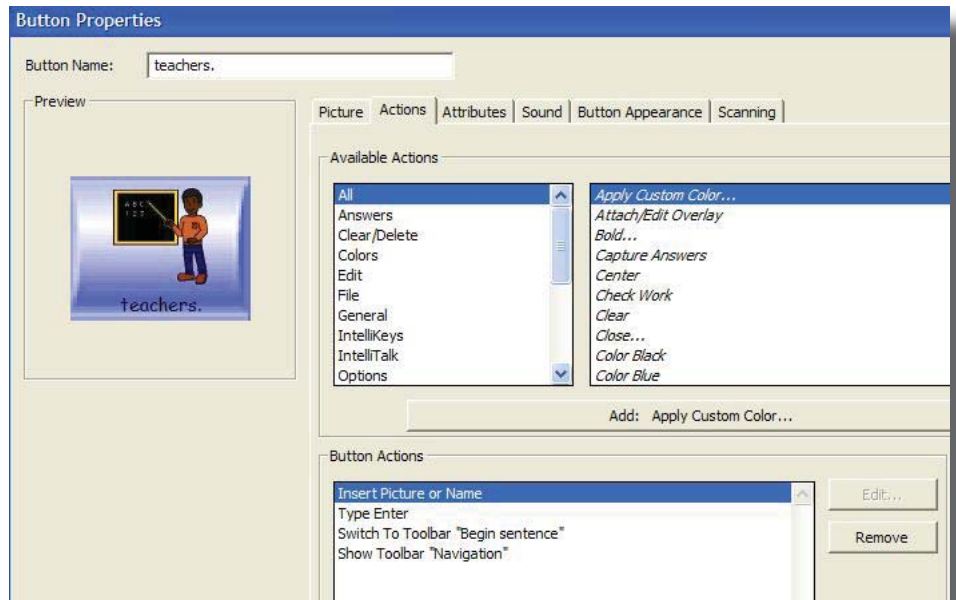 Button Properties
Button Name: teachers.
Preview
Picture Actions Attributes Sound Button Appearance Scanning
Available Actions
All
Answers
Clear/Delete
Colors
Edit
File
General
IntelliKeys
IntelliTalk
Options
Apply Custom Color...
Attach/Edit Overlay
Bold...
Capture Answers
Center
Check Work
Clear
Close...
Color Black
Color Blue
ABC
123
teachers.
Add: Apply Custom Color...
Button Actions
Insert Picture or Name
Type Enter
Switch To Toolbar "Begin sentence"
Show Toolbar "Navigation"
Edit...
Remove